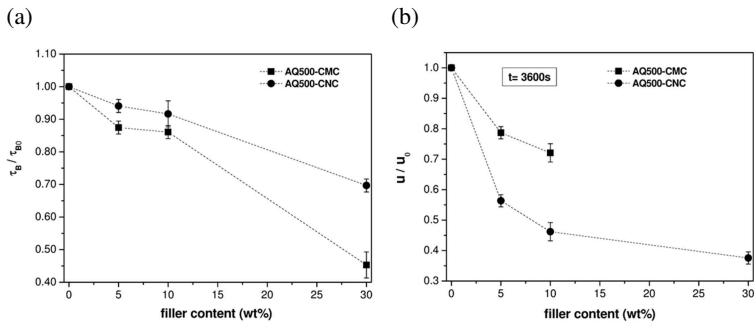 (a)
1.10
1.00
0.90
0.80
0.70
0.60
0.50
0.40
τB / τB0
AQ500-CMC
AQ500-CNC
0 5 10 15 20 25 30
filler content (wt%)
(b)
1.1
1.0
0.9
0.8
0.7
0.6
0.5
0.4
0.3
u / u0
t= 3600s
AQ500-CMC
AQ500-CNC
0 5 10 15 20 25 30
filler content (wt%)